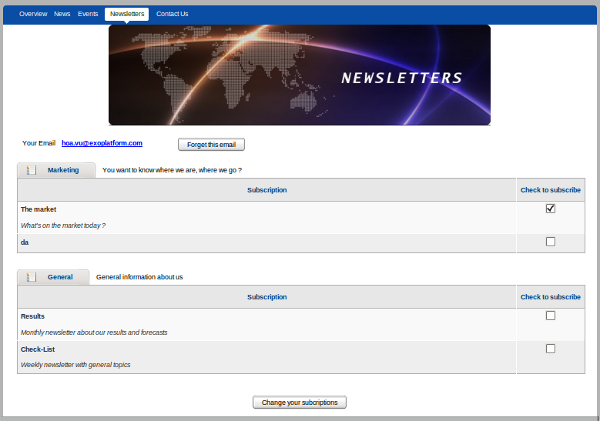 Overview News Events Newsletters Contact Us
NEWSLETTERS
Your Email hoa.vu@exoplatform.com Forget this email
Marketing You want to know where we are, where we go ?
Subscription Check to subscribe
The market
What's on the market today ?
da
General General information about us
Subscription Check to subscribe
Results
Monthly newsletter about our results and forecasts
Check-List
Weekly newsletter with general topics
Change your subcriptions